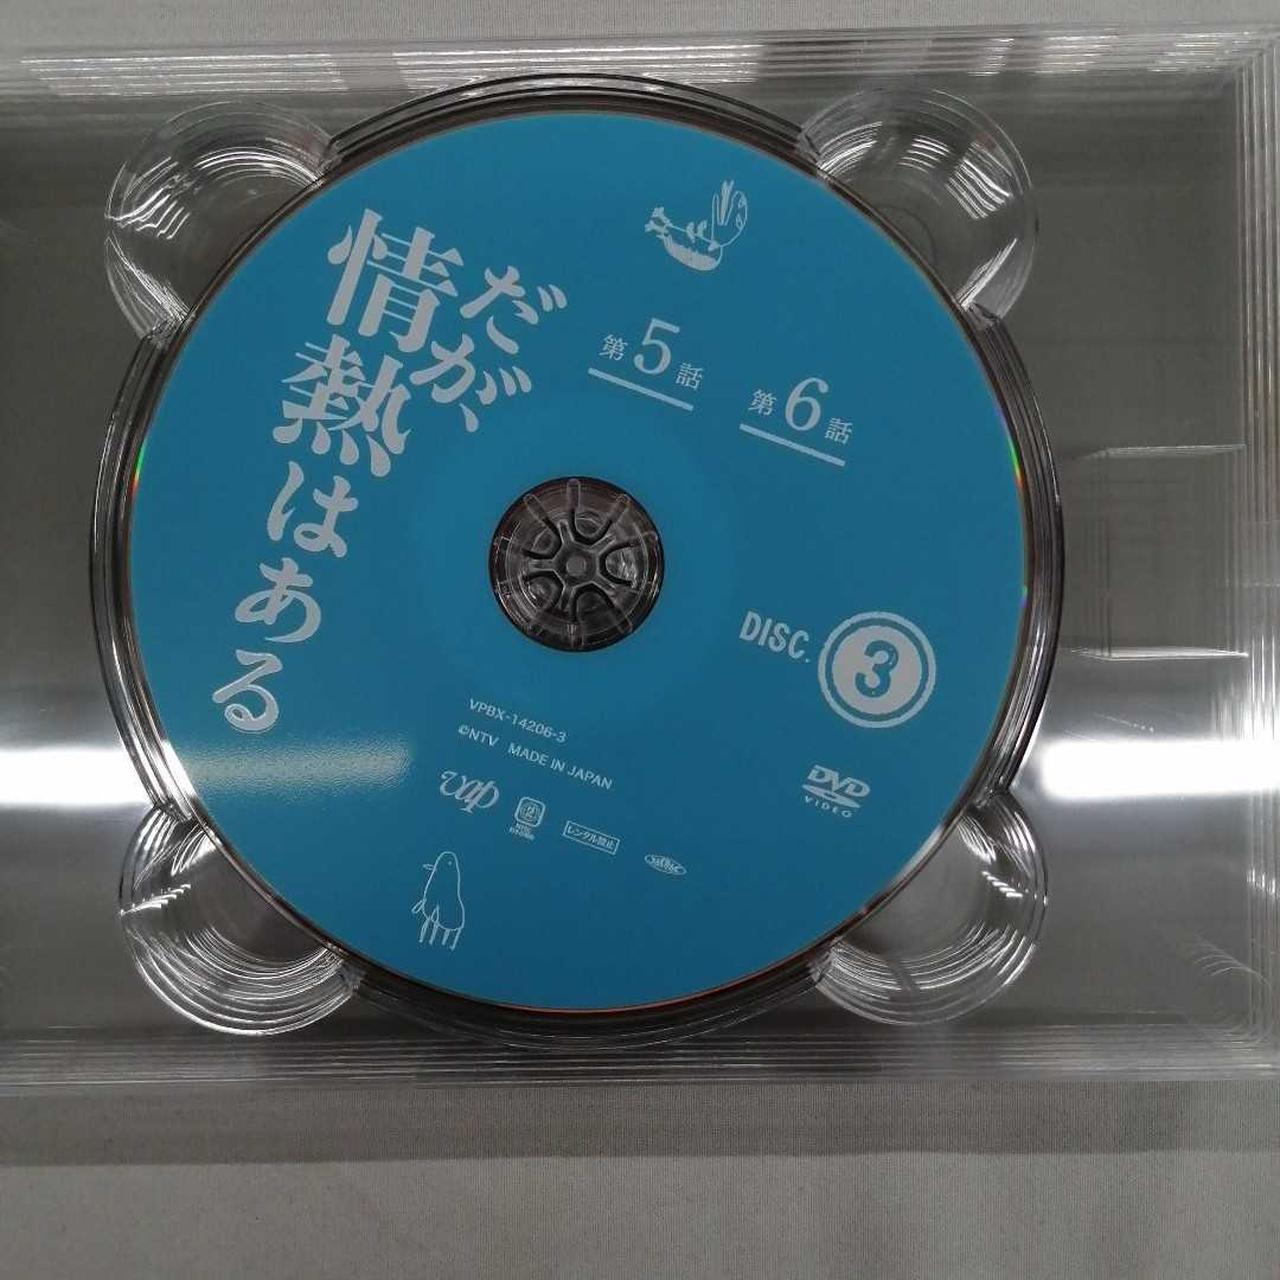 だが、
情熱はある
第5話
第6話
DISC. 3
VPBX-14206-3
©NTV MADE IN JAPAN
vap
レンタル禁止
DVD
VIDEO